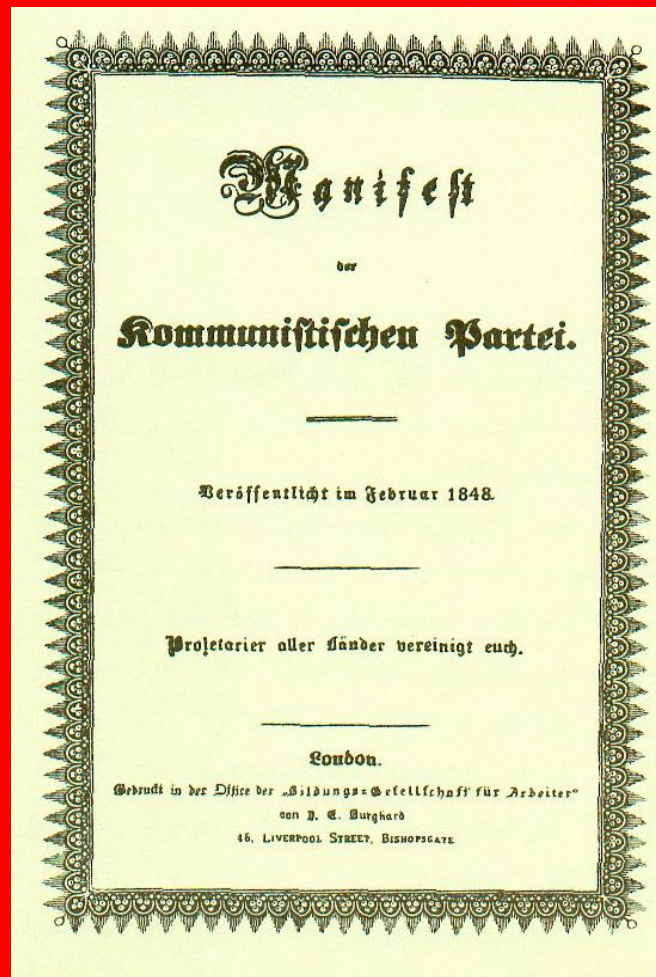 Manifest
der
Kommunistischen Partei.
Veröffentlicht im Februar 1848.
Proletarier aller Länder vereinigt euch.
London.
Gedruckt in der Office der „Bildungs=Gesellschaft für Arbeiter"
von J. E. Burghard
46, LIVERPOOL STREET, BISHOPSGATE